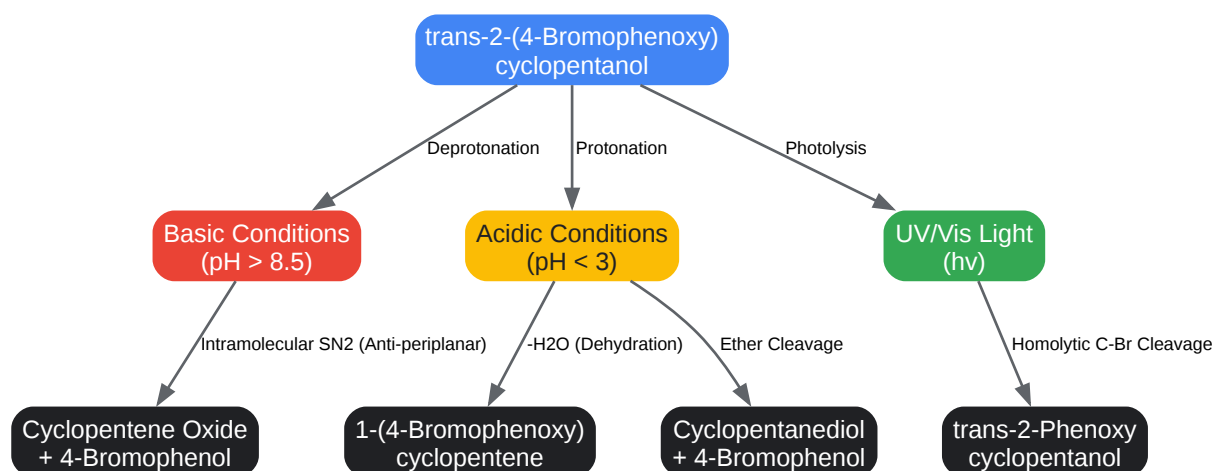 trans-2-(4-Bromophenoxy)
cyclopentanol
Deprotonation
Protonation
Photolysis
Basic Conditions
(pH > 8.5)
Acidic Conditions
(pH < 3)
UV/Vis Light
(hv)
Intramolecular SN2 (Anti-periplanar)
-H2O (Dehydration)
Ether Cleavage
Homolytic C-Br Cleavage
Cyclopentene Oxide
+ 4-Bromophenol
1-(4-Bromophenoxy)
cyclopentene
Cyclopentanediol
+ 4-Bromophenol
trans-2-Phenoxy
cyclopentanol